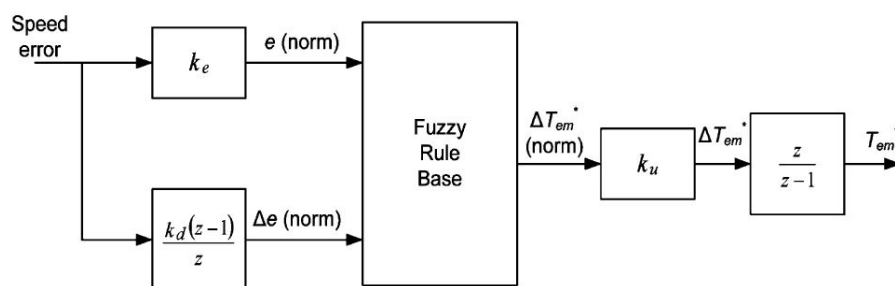 Speed
error
k_e
e (norm)
k_d(z−1)
z
Δe (norm)
Fuzzy
Rule
Base
ΔT_em*
(norm)
k_u
ΔT_em*
z
z−1
T_em*